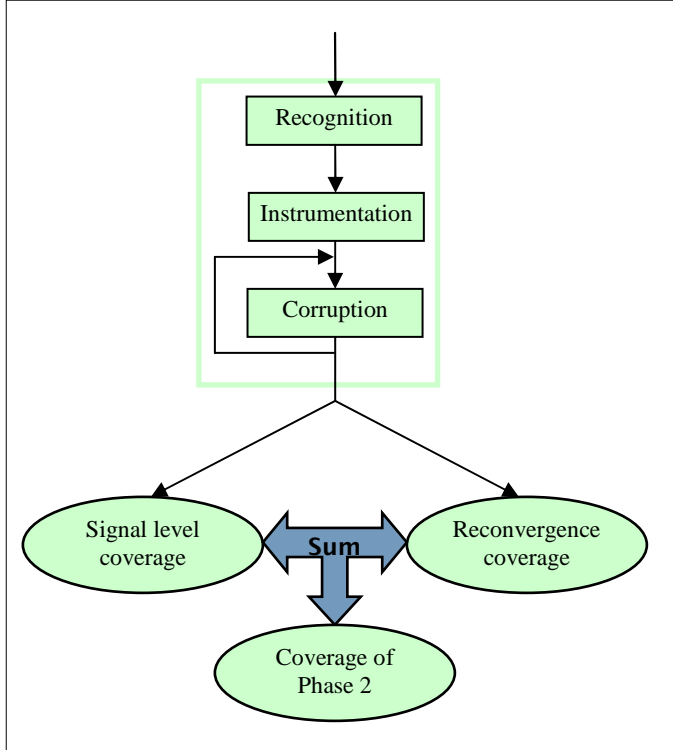 Recognition
Instrumentation
Corruption
Signal level
coverage
Sum
Reconvergence
coverage
Coverage of
Phase 2